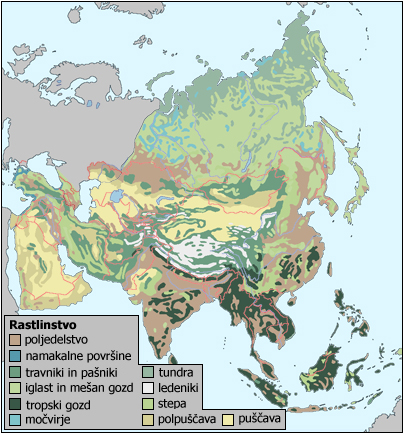 Rastlinstvo
poljedelstvo
namakalne površine
travniki in pašniki
iglast in mešan gozd
tropski gozd
močvirje
tundra
ledeniki
stepa
polpuščava
puščava